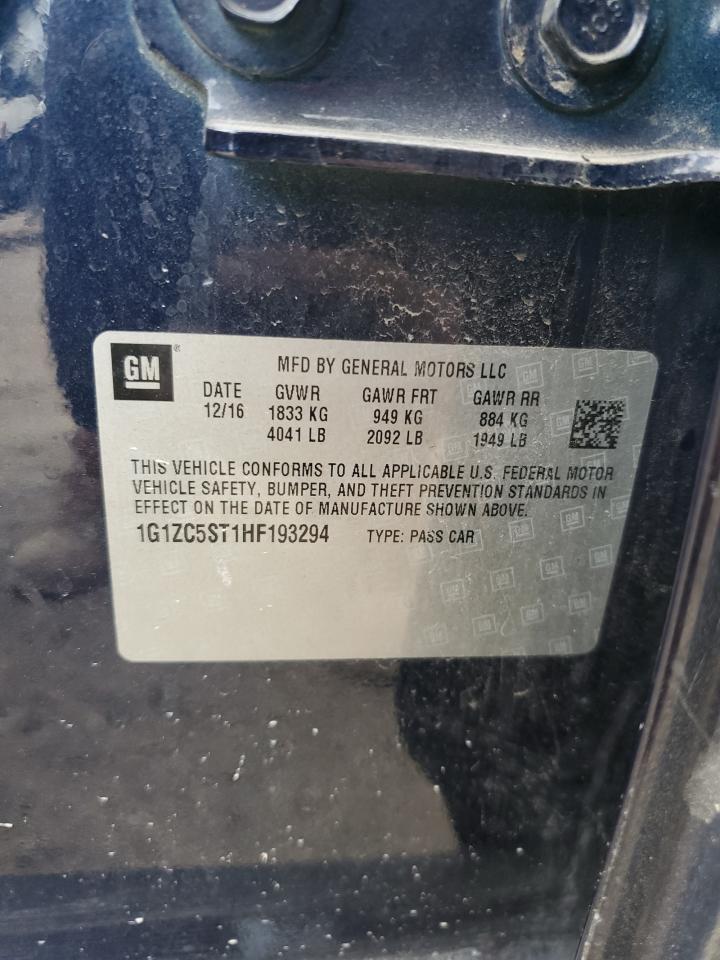 GM
MFD BY GENERAL MOTORS LLC
DATE GVWR GAWR FRT GAWR RR
12/16 1833 KG 949 KG 884 KG
4041 LB 2092 LB 1949 LB
THIS VEHICLE CONFORMS TO ALL APPLICABLE U.S. FEDERAL MOTOR
VEHICLE SAFETY, BUMPER, AND THEFT PREVENTION STANDARDS IN
EFFECT ON THE DATE OF MANUFACTURE SHOWN ABOVE.
1G1ZC5ST1HF193294 TYPE: PASS CAR